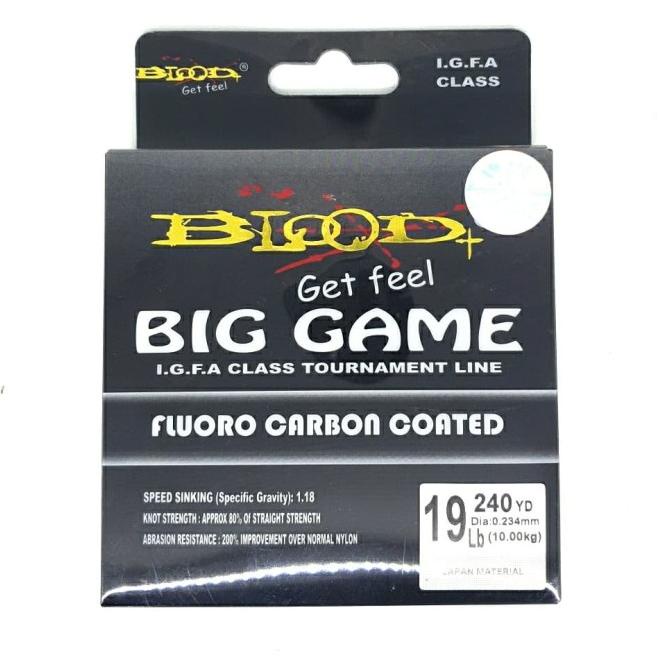 BLOOD®
Get feel
I.G.F.A
CLASS
BLOOD+
Get feel
BIG GAME
I.G.F.A CLASS TOURNAMENT LINE
FLUORO CARBON COATED
SPEED SINKING (Specific Gravity): 1.18
KNOT STRENGTH : APPROX 80% OF STRAIGHT STRENGTH
ABRASION RESISTANCE : 200% IMPROVEMENT OVER NORMAL NYLON
19 Lb
240 YD
Dia:0.234mm
(10.00kg)
JAPAN MATERIAL